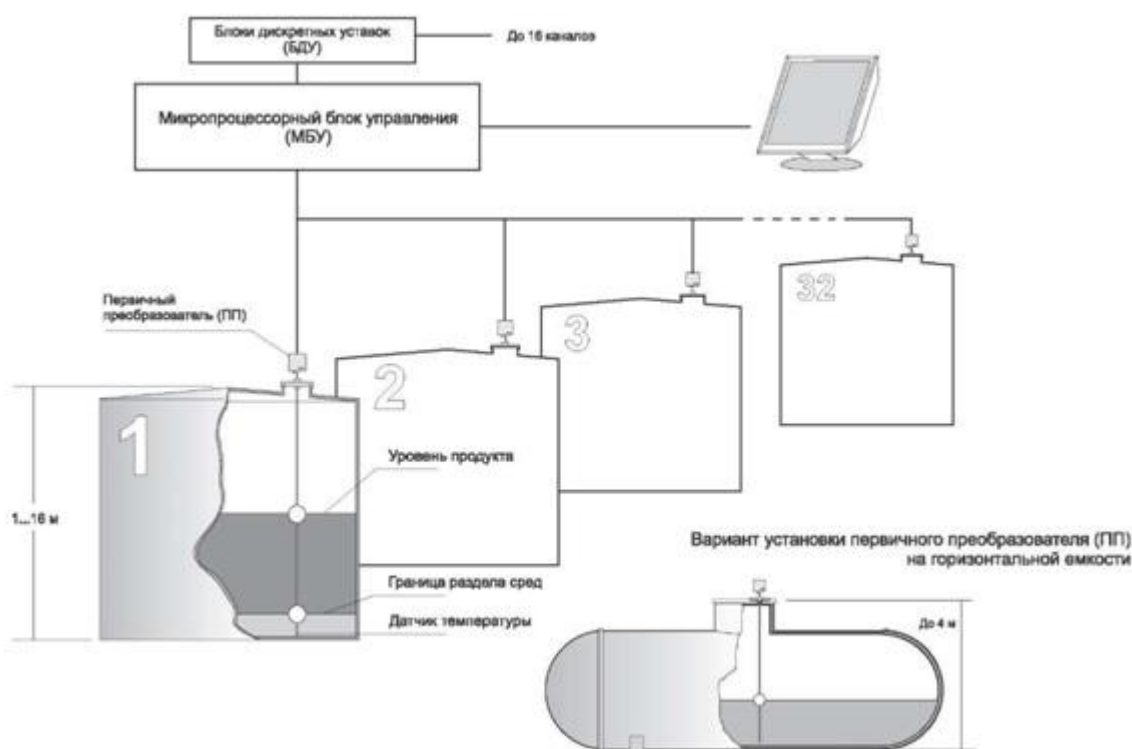 Блоки дискретных уставок
(БДУ)
До 16 каналов
Микропроцессорный блок управления
(МБУ)
32
Первичный
преобразователь (ПП)
3
2
1
Уровень продукта
1...16 м
Вариант установки первичного преобразователя (ПП)
на горизонтальной емкости
Граница раздела сред
Датчик температуры
До 4 м